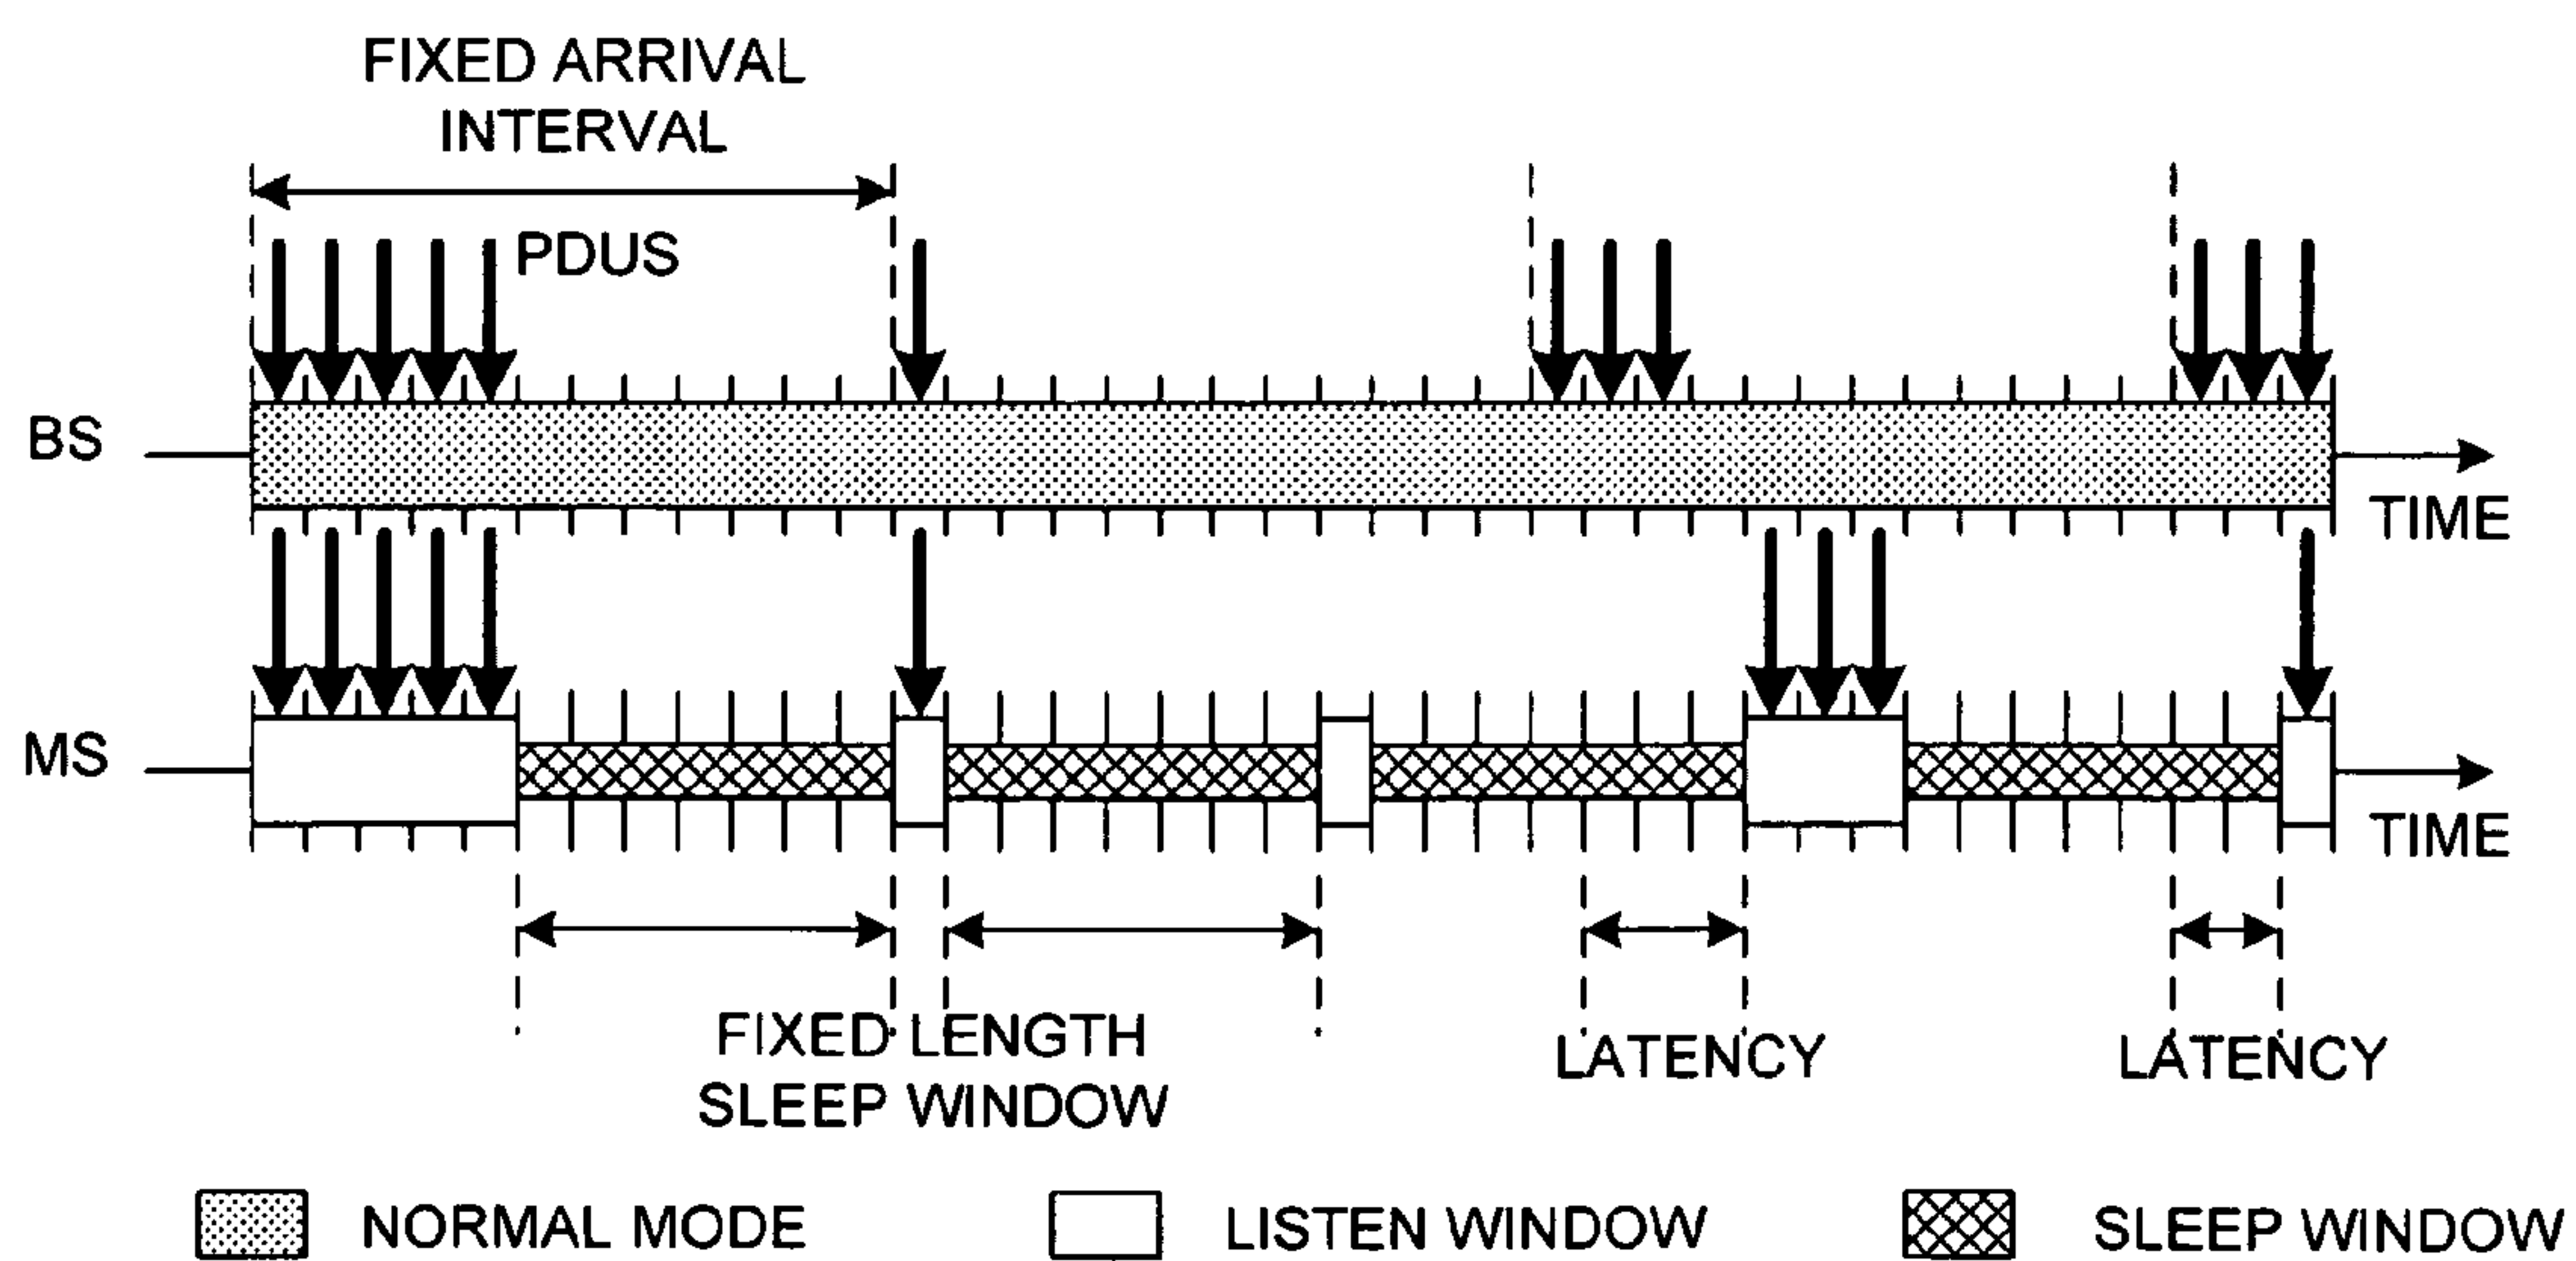 FIXED ARRIVAL
INTERVAL
PDUS
BS
TIME
MS
TIME
FIXED LENGTH
SLEEP WINDOW
LATENCY
LATENCY
NORMAL MODE
LISTEN WINDOW
SLEEP WINDOW